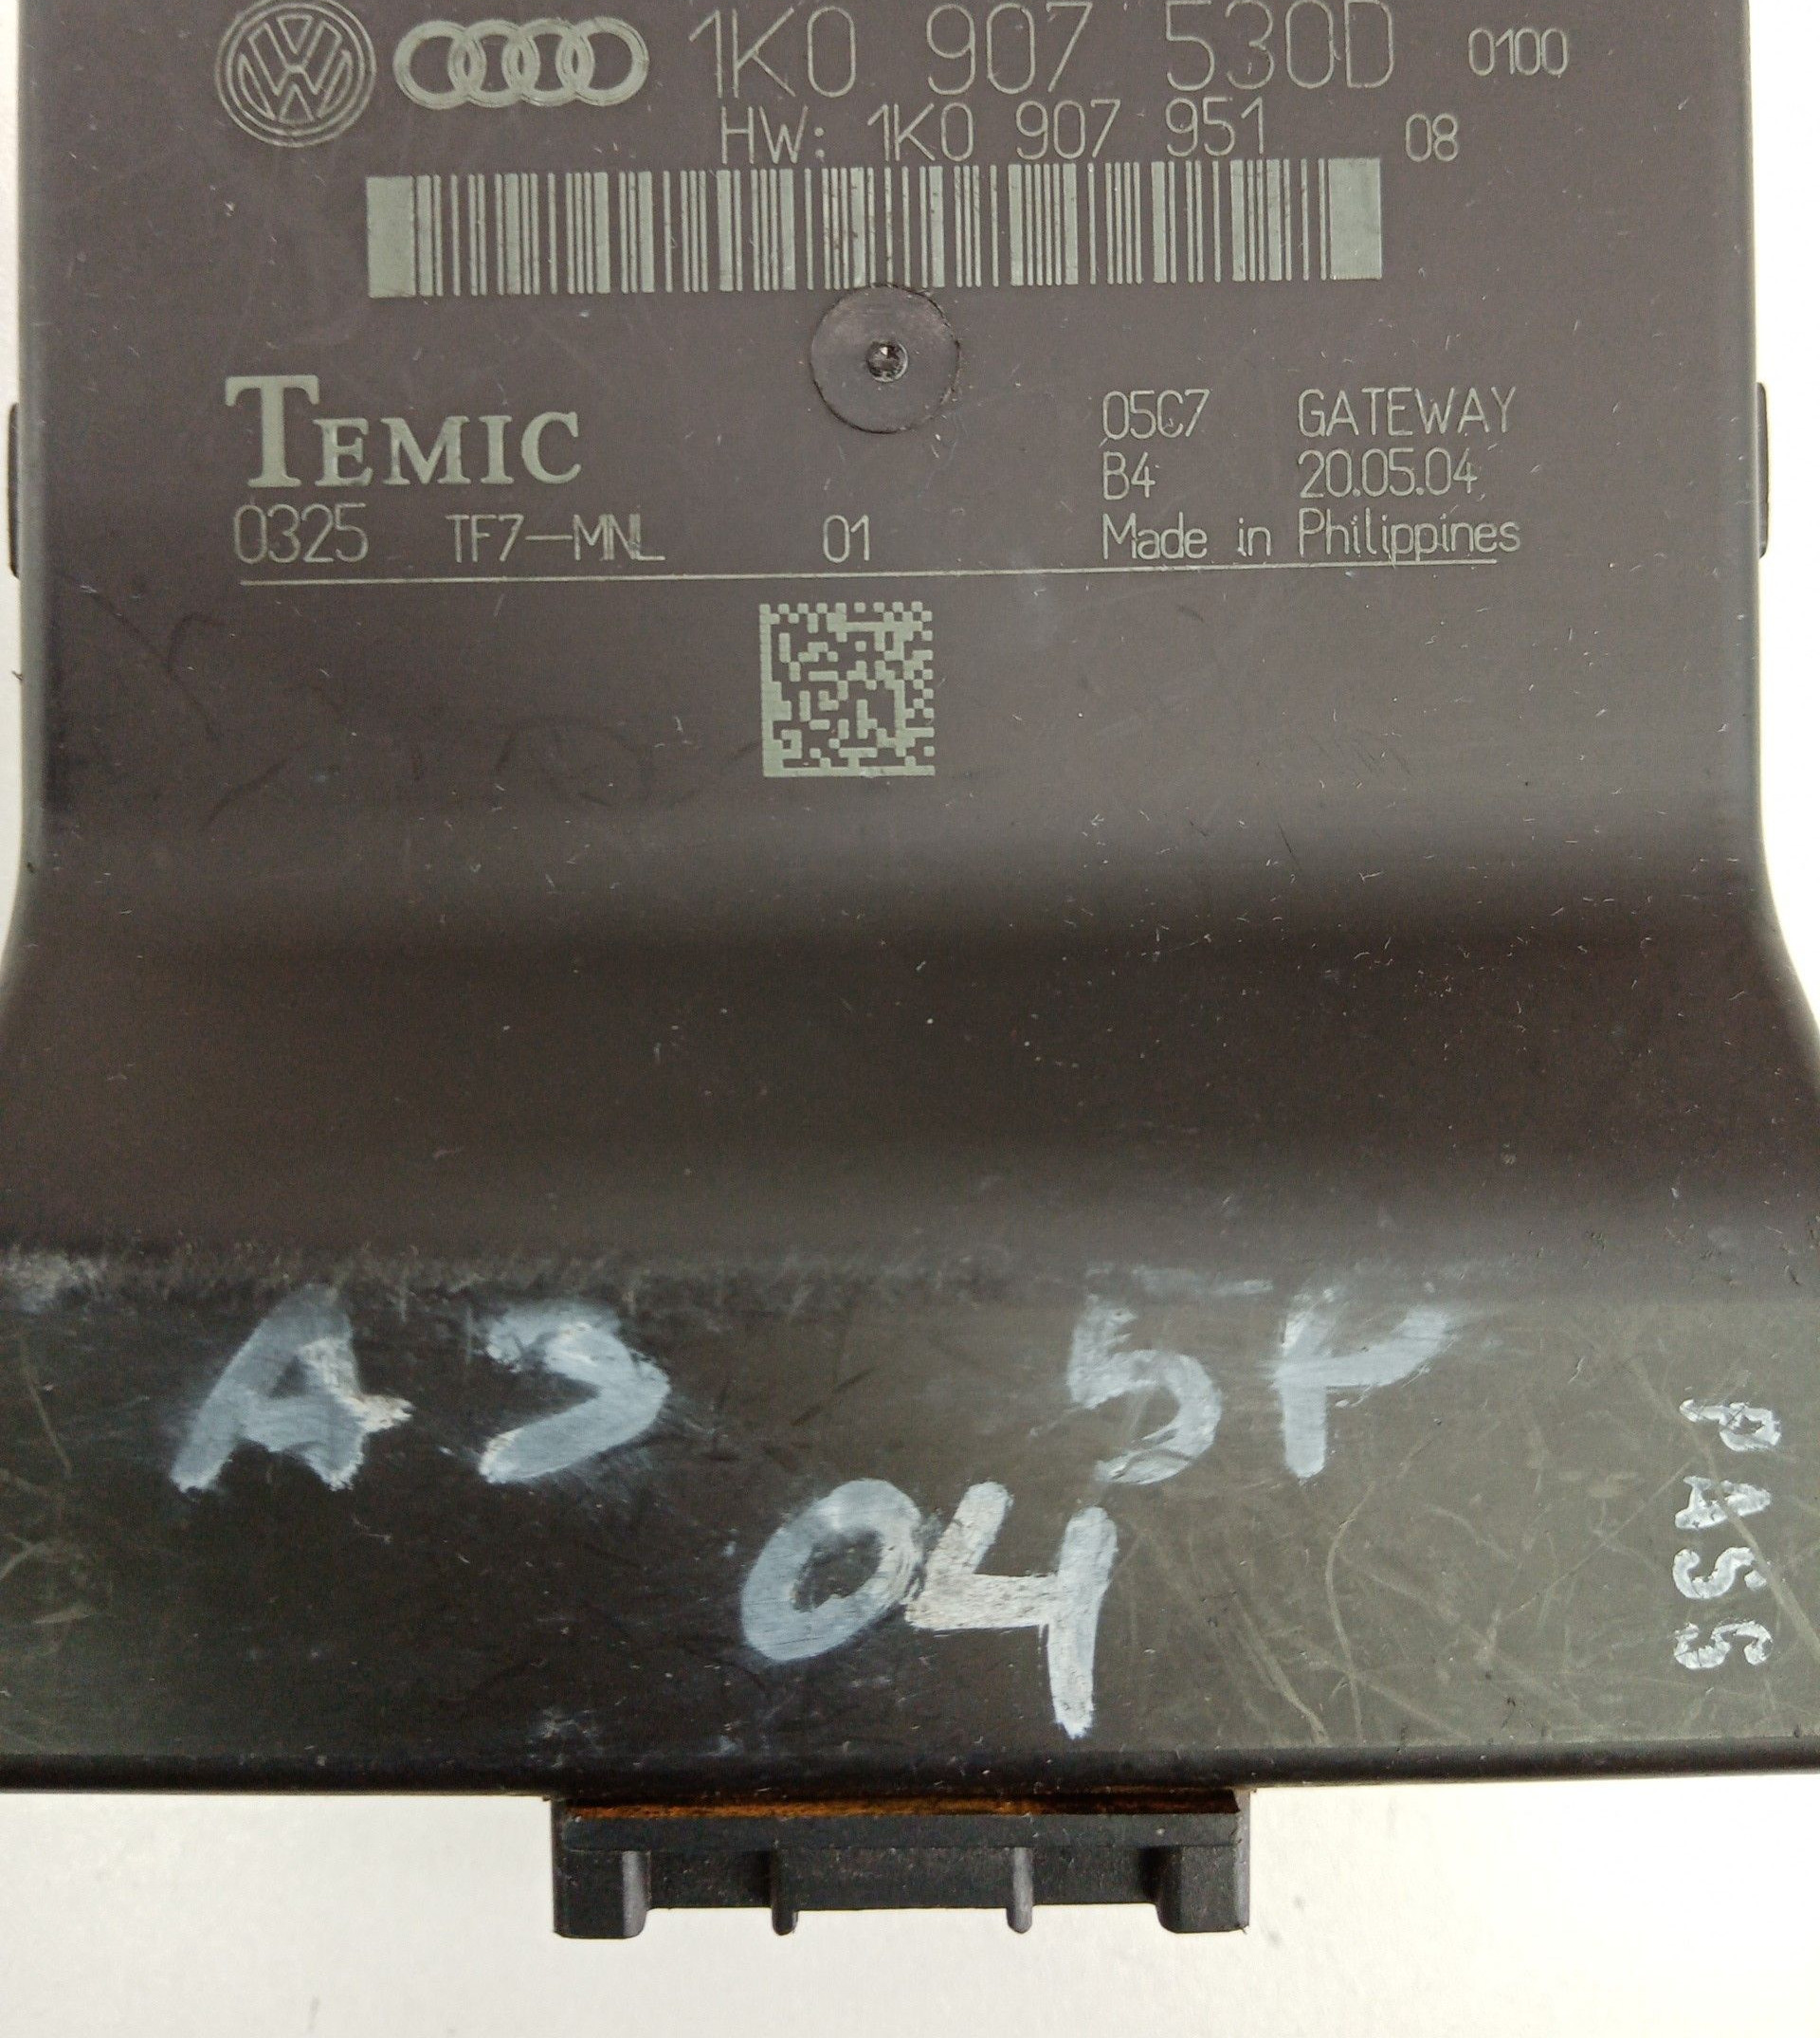 1K0 907 530D 0100
HW: 1K0 907 951 08
TEMIC
05C7 GATEWAY
B4 20.05.04
0325 TF7-MNL 01 Made in Philippines
A3 5P
04
PASS